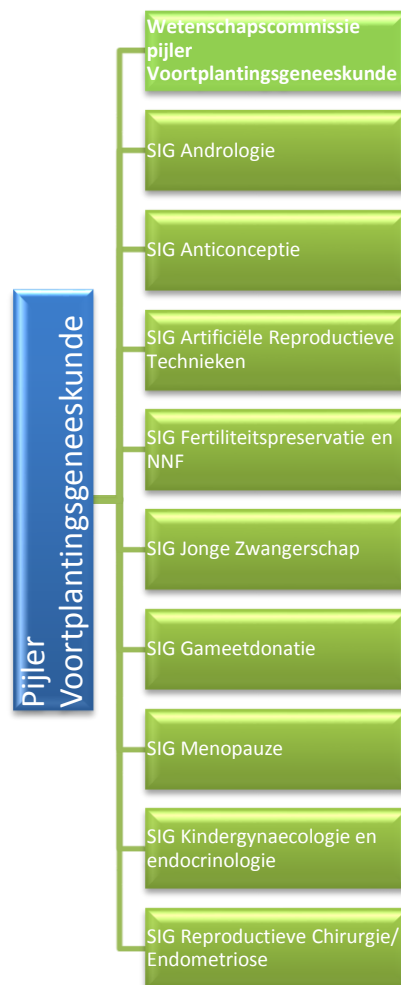 Pijler
Voortplantingsgeneeskunde
Wetenschapscommissie
pijler
Voortplantingsgeneeskunde
SIG Andrologie
SIG Anticonceptie
SIG Artificiële Reproductieve
Technieken
SIG Fertiliteitspreservatie en
NNF
SIG Jonge Zwangerschap
SIG Gameetdonatie
SIG Menopauze
SIG Kindergynaecologie en
endocrinologie
SIG Reproductieve Chirurgie/
Endometriose